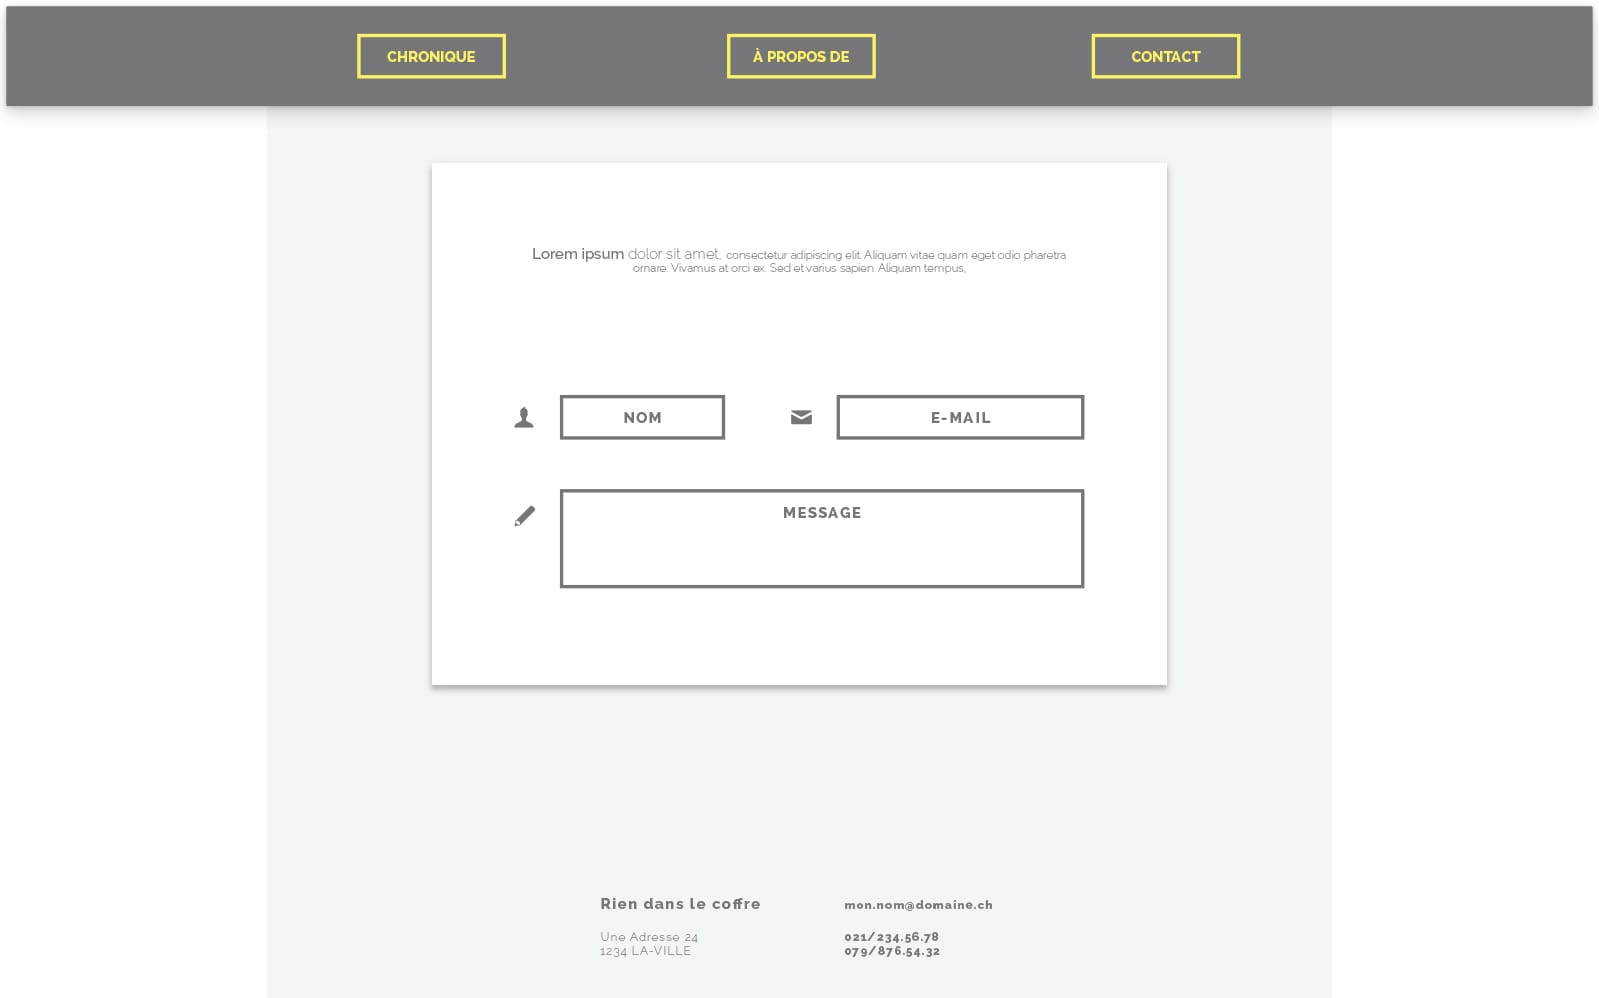 CHRONIQUE
À PROPOS DE
CONTACT
Lorem ipsum dolor sit amet, consectetur adipiscing elit. Aliquam vitae quam eget odio pharetra
ornare. Vivamus at orci ex. Sed et varius sapien. Aliquam tempus,
NOM
E-MAIL
MESSAGE
Rien dans le coffre
mon.nom@domaine.ch
Une Adresse 24
021/234.56.78
1234 LA-VILLE
079/876.54.32